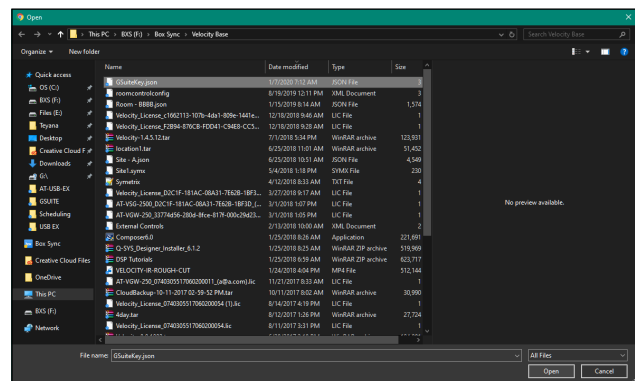 Open
This PC > BXS (F:) > Box Sync > Velocity Base
Search Velocity Base
Organize New folder
Name Date modified Type Size
Quick access
OS (C:)
BXS (F:)
Files (E:)
Teyana
Desktop
Creative Cloud F
Downloads
G:\
AT-USB-EX
GSUITE
Scheduling
USB EX
Box Sync
Creative Cloud Files
OneDrive
This PC
BXS (F:)
Network
GSuiteKey.json 1/7/2020 7:12 AM JSON File 3
roomcontrolconfig 8/19/2019 12:11 PM XML Document 3
Room - BBBB.json 1/15/2019 8:14 AM JSON File 1,574
Velocity_License_c1662113-107b-4da1-809e-1441e... 12/18/2018 9:46 AM LIC File 1
Velocity_License_F2B94-876CB-FDD41-C94E8-CC5... 12/18/2018 9:28 AM LIC File 1
Velocity-1.4.5.12.tar 7/1/2018 5:34 PM WinRAR archive 123,931
location1.tar 6/25/2018 11:01 AM WinRAR archive 51,452
Site - A.json 6/25/2018 10:51 AM JSON File 4,549
Site1.symx 5/4/2018 1:18 PM SYMX File 230
Symetrix 4/12/2018 8:33 AM TXT File 4
Velocity_License_D2C1F-181AC-08A31-7E62B-1BF3... 3/27/2018 9:17 AM LIC File 1
AT-VSG-2500_D2C1F-181AC-08A31-7E62B-1BF3D_(... 3/1/2018 1:07 PM LIC File 1
AT-VGW-250_33774d56-280d-8fce-817f-000c29d23... 3/1/2018 1:05 PM LIC File 1
External Controls 2/13/2018 10:00 AM XML Document 2
Composer6.0 1/25/2018 8:26 AM Application 221,691
Q-SYS_Designer_Installer_6.1.2 1/25/2018 8:25 AM WinRAR ZIP archive 519,969
DSP Tutorials 1/25/2018 6:59 AM WinRAR ZIP archive 623,717
VELOCITY-IR-ROUGH-CUT 1/24/2018 4:04 PM MP4 File 512,144
AT-VGW-250_0740305517060200011_(a@a.com).lic 11/21/2017 8:33 AM LIC File 1
CloudBackup-10-11-2017 02-59-52 PM.tar 10/11/2017 8:02 AM WinRAR archive 30,990
Velocity_License_0740305517060200054 (1).lic 8/14/2017 4:19 PM LIC File 1
4day.tar 8/12/2017 1:26 PM WinRAR archive 27,724
Velocity_License_0740305517060200054.lic 8/11/2017 3:31 PM LIC File 1
No preview available.
File name: GSuiteKey.json
All Files
Open Cancel